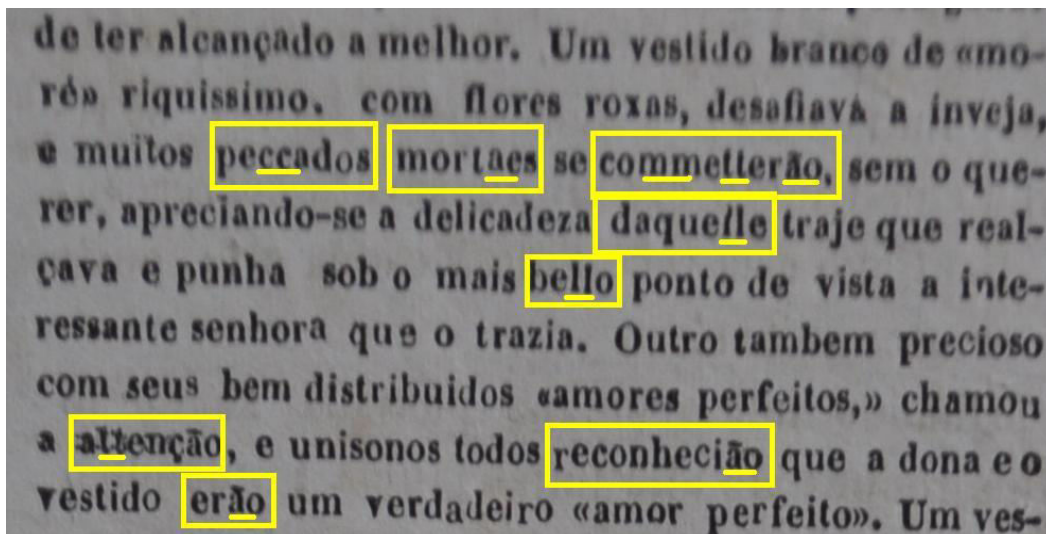 de ter alcançado a melhor. Um vestido branco de «mo-
ré» riquissimo, com flores roxas, desafiava a inveja,
e muitos peccados mortaes se commetterão, sem o que-
rer, apreciando-se a delicadeza daquelle traje que real-
çava e punha sob o mais bello ponto de vista a inte-
ressante senhora que o trazia. Outro tambem precioso
com seus bem distribuidos «amores perfeitos,» chamou
a attenção, e unisonos todos reconhecião que a dona e o
vestido erão um verdadeiro «amor perfeito». Um ves-